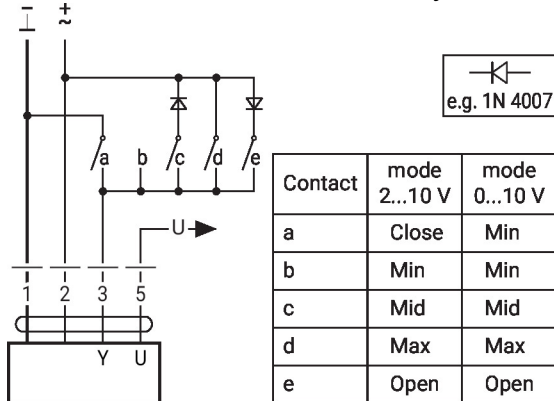 − +
⊥ ~
e.g. 1N 4007
a b c d e
U
1 2 3 5
Y U
Contact mode 2...10 V mode 0...10 V
a Close Min
b Min Min
c Mid Mid
d Max Max
e Open Open